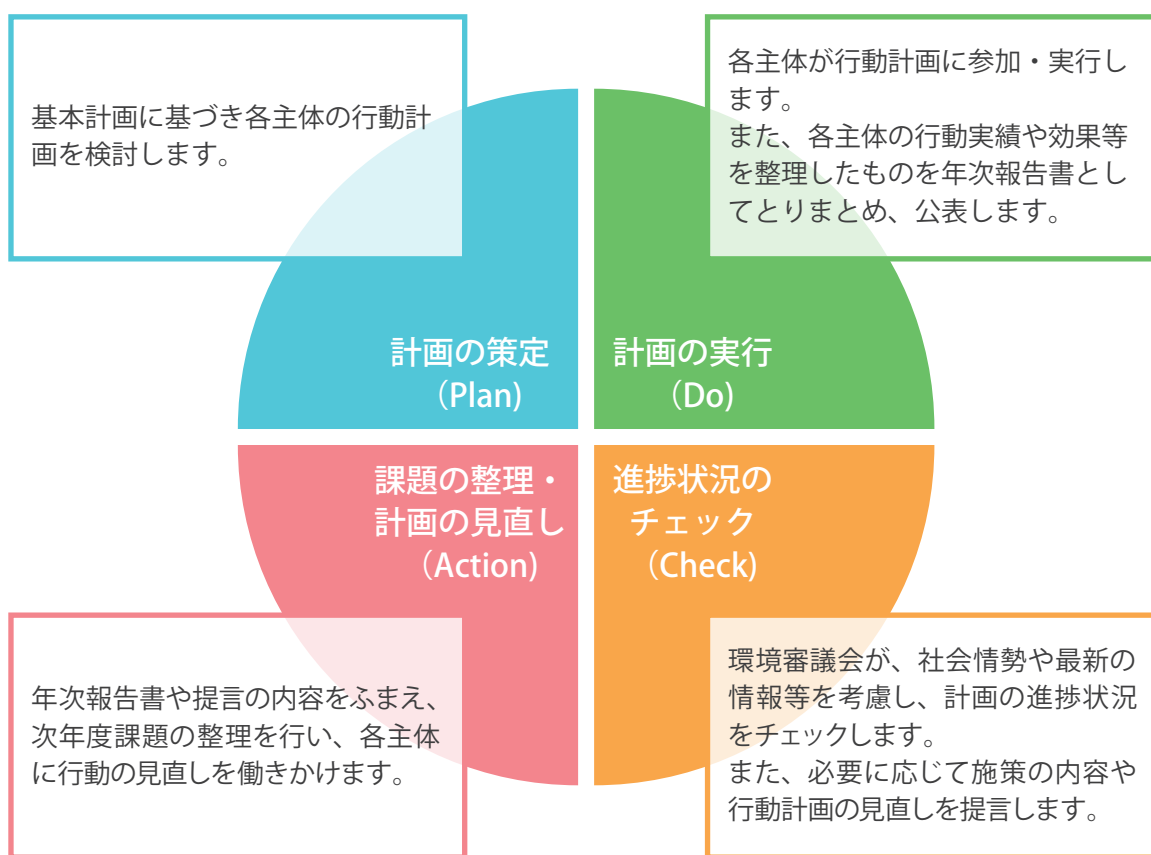 基本計画に基づき各主体の行動計
画を検討します。
各主体が行動計画に参加・実行し
ます。
また、各主体の行動実績や効果等
を整理したものを年次報告書とし
てとりまとめ、公表します。
計画の策定
（Plan)
計画の実行
（Do)
課題の整理・
計画の見直し
（Action)
進捗状況の
チェック
（Check)
年次報告書や提言の内容をふまえ、
次年度課題の整理を行い、各主体
に行動の見直しを働きかけます。
環境審議会が、社会情勢や最新の
情報等を考慮し、計画の進捗状況
をチェックします。
また、必要に応じて施策の内容や
行動計画の見直しを提言します。